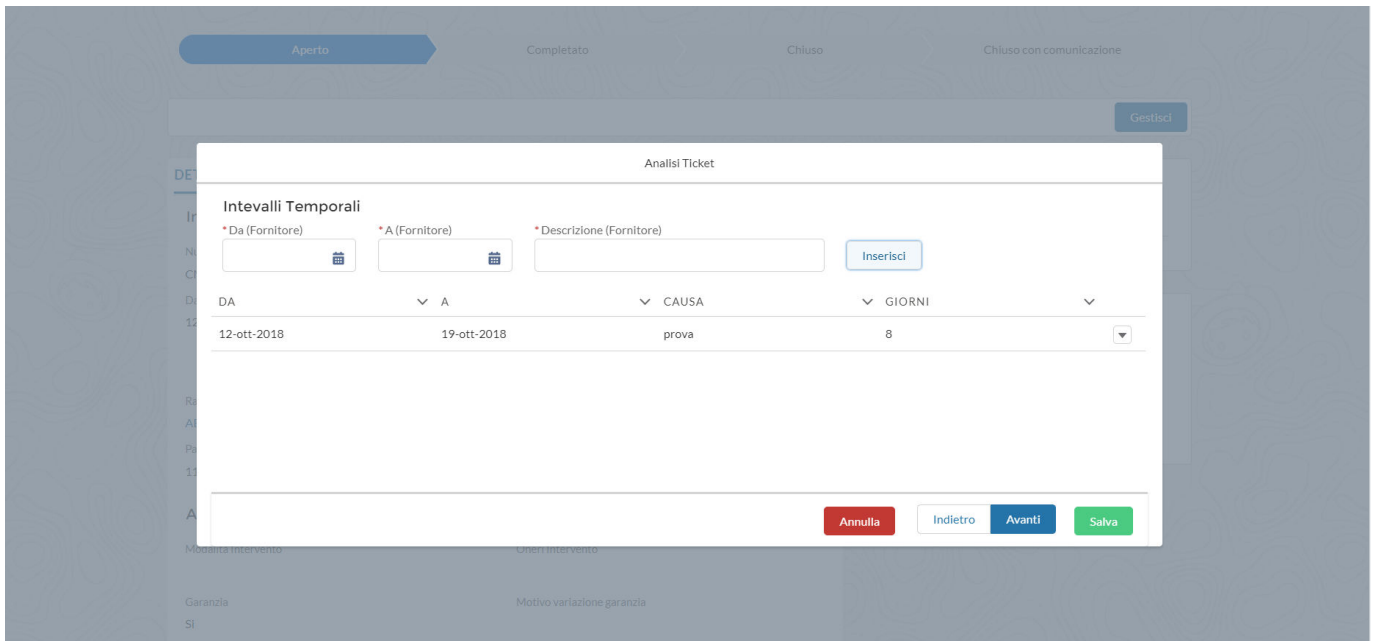 Aperto Completato Chiuso Chiuso con comunicazione
Gestisci
Analisi Ticket
Intevalli Temporali
* Da (Fornitore) * A (Fornitore) * Descrizione (Fornitore)
Inserisci
DA A CAUSA GIORNI
12-ott-2018 19-ott-2018 prova 8
Annulla Indietro Avanti Salva
Modalità Intervento Oneri Intervento
Garanzia Motivo variazione garanzia
SI